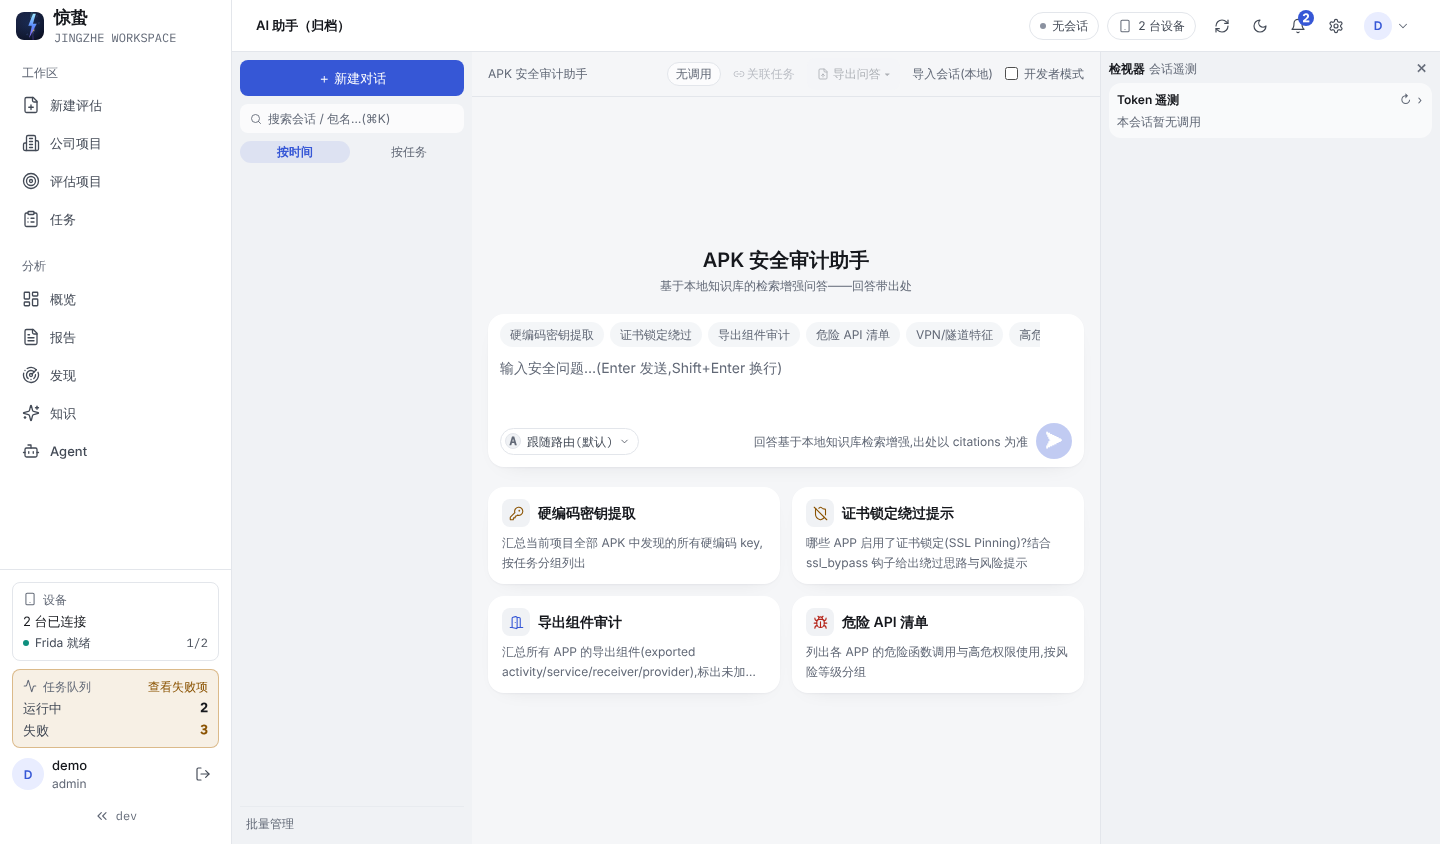 惊蛰
JINGZHE WORKSPACE
工作区
新建评估
公司项目
评估项目
任务
分析
概览
报告
发现
知识
Agent
设备
2 台已连接
Frida 就绪 1/2
任务队列 查看失败项
运行中 2
失败 3
D demo
admin
dev
AI 助手（归档）
无会话
2 台设备
2
D
+ 新建对话
搜索会话 / 包名...(⌘K)
按时间 按任务
批量管理
APK 安全审计助手
无调用 关联任务 导出问答 导入会话(本地) 开发者模式
APK 安全审计助手
基于本地知识库的检索增强问答——回答带出处
硬编码密钥提取 证书锁定绕过 导出组件审计 危险 API 清单 VPN/隧道特征 高危
输入安全问题...(Enter 发送,Shift+Enter 换行)
A 跟随路由(默认)
回答基于本地知识库检索增强,出处以 citations 为准
硬编码密钥提取
汇总当前项目全部 APK 中发现的所有硬编码 key,
按任务分组列出
证书锁定绕过提示
哪些 APP 启用了证书锁定(SSL Pinning)?结合
ssl_bypass 钩子给出绕过思路与风险提示
导出组件审计
汇总所有 APP 的导出组件(exported
activity/service/receiver/provider),标出未加...
危险 API 清单
列出各 APP 的危险函数调用与高危权限使用,按风
险等级分组
检视器 会话遥测
Token 遥测
本会话暂无调用